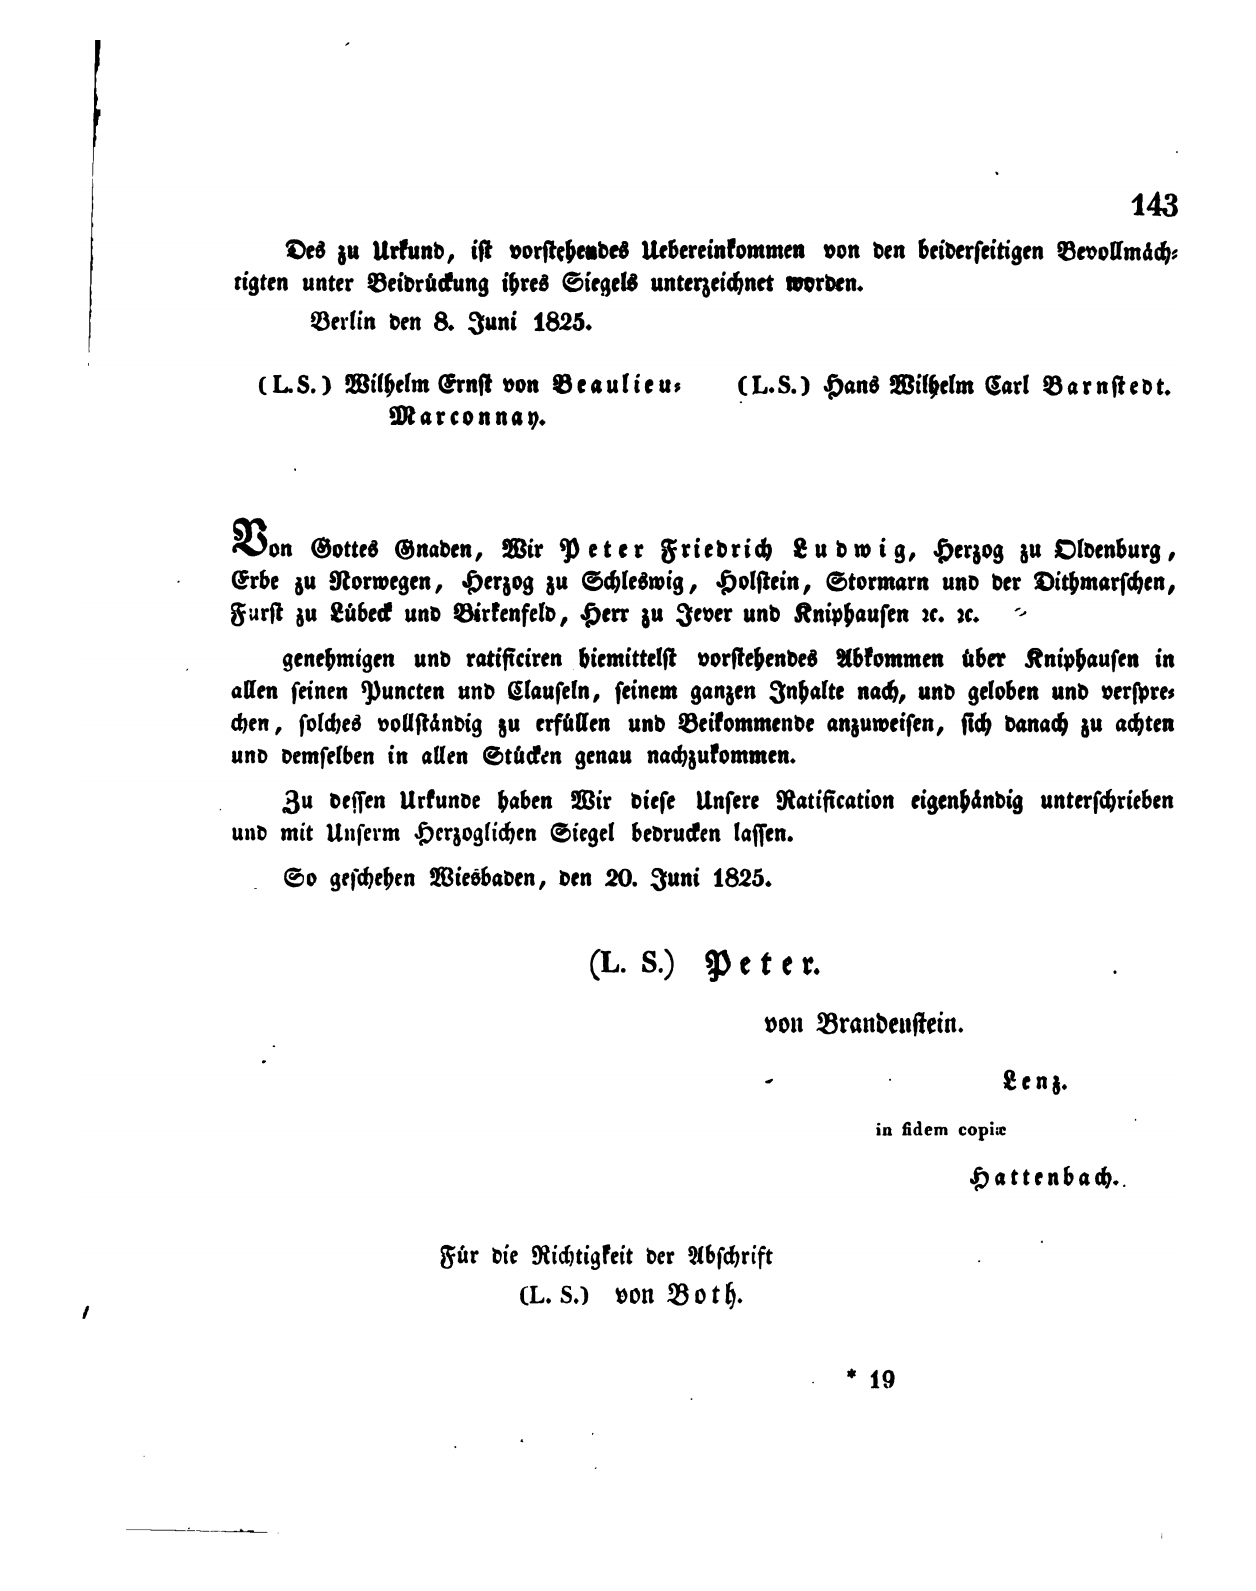 143
Des zu Urkund, iſt vorſtehendes Uebereinkommen von den beiderſeitigen Bevollmäch⸗
tigten unter Beidrückung ihres Siegels unterzeichnet worden.
Berlin den 8. Juni 1825.
(L.S.) Wilhelm Ernſt von Beaulieu⸗ (L.S.) Hans Wilhelm Carl Barnſtedt.
Marconnay.
Von Gottes Gnaden, Wir Peter Friedrich Ludwig, Herzog zu Oldenburg,
Erbe zu Norwegen, Herzog zu Schleswig, Holſtein, Stormarn und der Dithmarſchen,
Furſt zu Lübeck und Birkenfeld, Herr zu Jever und Kniphauſen ꝛc. ꝛc.
genehmigen und ratificiren biemittelſt vorſtehendes Abkommen über Kniphauſen in
allen ſeinen Puncten und Clauſeln, ſeinem ganzen Inhalte nach, und geloben und verſpre⸗
chen, ſolches vollſtändig zu erfüllen und Beikommende anzuweiſen, ſich danach zu achten
und demſelben in allen Stücken genau nachzukommen.
Zu deſſen Urkunde haben Wir dieſe Unſere Ratification eigenhändig unterſchrieben
und mit Unſerm Herzoglichen Siegel bedrucken laſſen.
So geſchehen Wiesbaden, den 20. Juni 1825.
(L. S.) Peter.
von Brandenſtein.
Lenz.
in fidem copiæ
Hattenbach.
Für die Richtigkeit der Abſchrift
(L. S.) von Both.
* 19